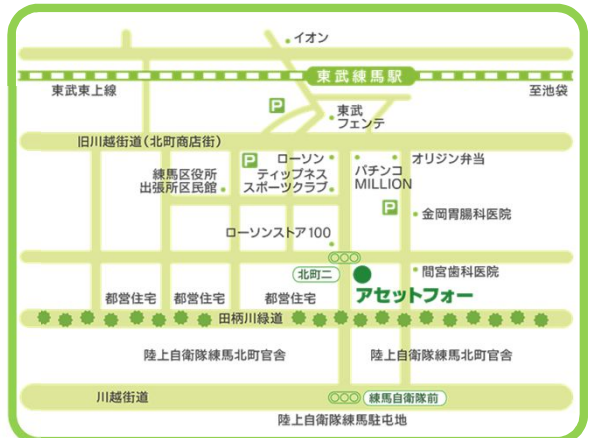 イオン
東武練馬駅
東武東上線
至池袋
P
東武
フェンテ
旧川越街道(北町商店街)
P
ローソン
オリジン弁当
練馬区役所
出張所区民館
ティップネス
スポーツクラブ
パチンコ
MILLION
P
金岡胃腸科医院
ローソンストア100
北町二
間宮歯科医院
アセットフォー
都営住宅
都営住宅
都営住宅
田柄川緑道
陸上自衛隊練馬北町官舎
陸上自衛隊練馬北町官舎
川越街道
練馬自衛隊前
陸上自衛隊練馬駐屯地